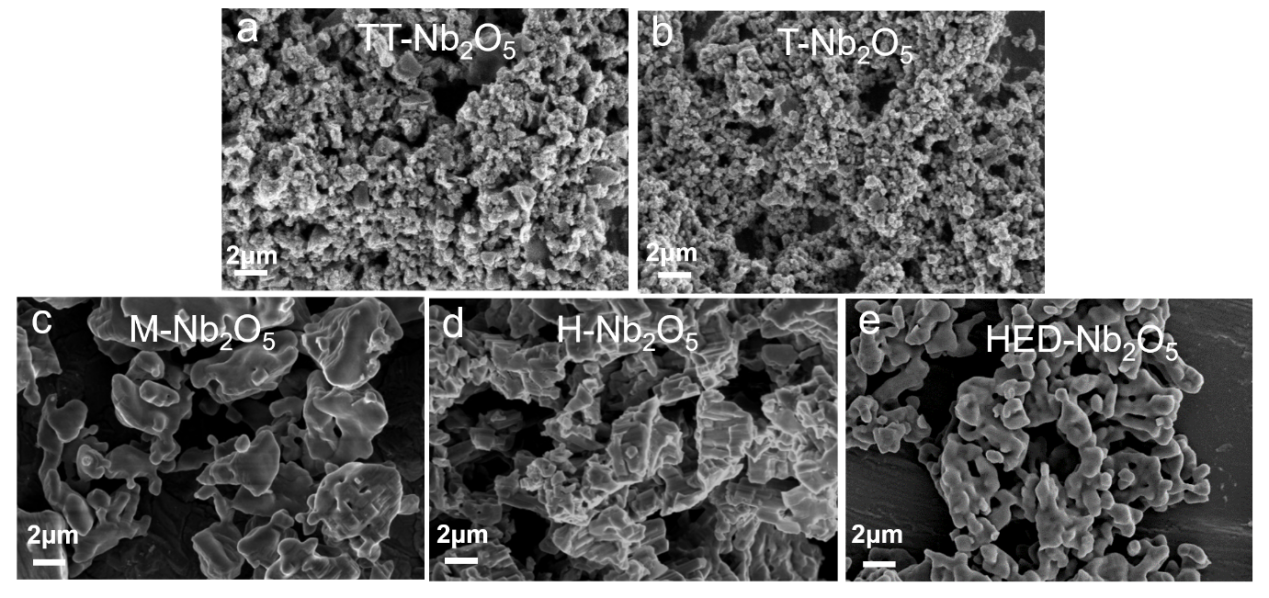 a
TT-Nb₂O₅
2μm
b
T-Nb₂O₅
2μm
c
M-Nb₂O₅
2μm
d
H-Nb₂O₅
2μm
e
HED-Nb₂O₅
2μm